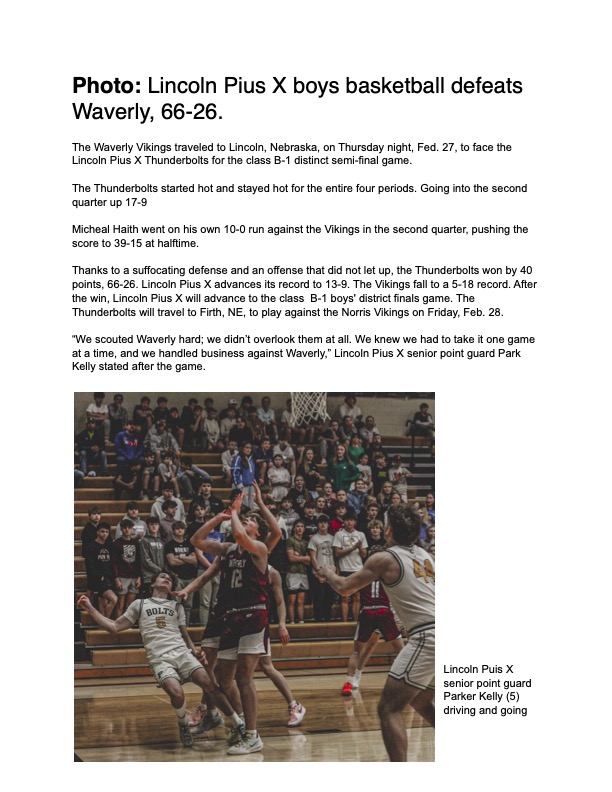 Photo: Lincoln Pius X boys basketball defeats
Waverly, 66-26.
The Waverly Vikings traveled to Lincoln, Nebraska, on Thursday night, Fed. 27, to face the
Lincoln Pius X Thunderbolts for the class B-1 distinct semi-final game.
The Thunderbolts started hot and stayed hot for the entire four periods. Going into the second
quarter up 17-9
Micheal Haith went on his own 10-0 run against the Vikings in the second quarter, pushing the
score to 39-15 at halftime.
Thanks to a suffocating defense and an offense that did not let up, the Thunderbolts won by 40
points, 66-26. Lincoln Pius X advances its record to 13-9. The Vikings fall to a 5-18 record. After
the win, Lincoln Pius X will advance to the class  B-1 boys' district finals game. The
Thunderbolts will travel to Firth, NE, to play against the Norris Vikings on Friday, Feb. 28.
“We scouted Waverly hard; we didn’t overlook them at all. We knew we had to take it one game
at a time, and we handled business against Waverly,” Lincoln Pius X senior point guard Park
Kelly stated after the game.
WAVERLY
12
BOLTS
5
44
11
Lincoln Puis X
senior point guard
Parker Kelly (5)
driving and going